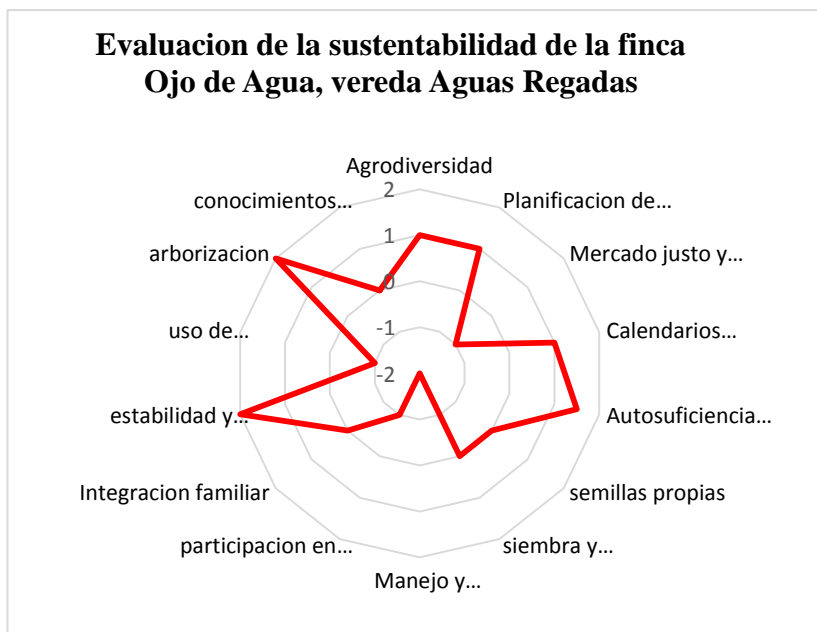 Evaluacion de la sustentabilidad de la finca
Ojo de Agua, vereda Aguas Regadas
Agrodiversidad
Planificacion de...
Mercado justo y...
Calendarios...
Autosuficiencia...
semillas propias
siembra y...
Manejo y...
participacion en...
Integracion familiar
estabilidad y...
uso de...
arborizacion
conocimientos...
2
1
0
-1
-2